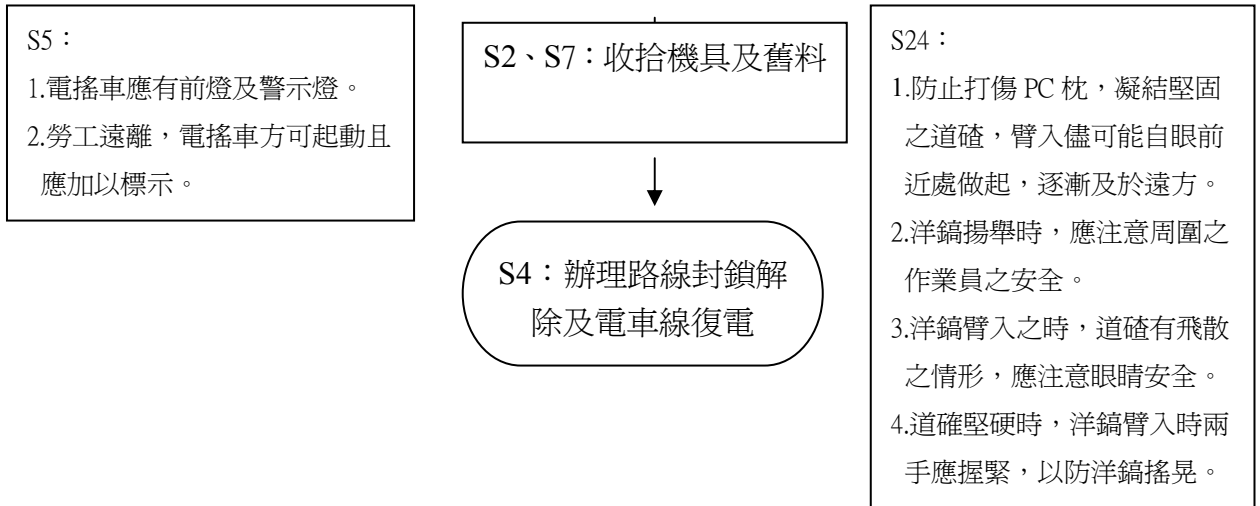 S5：
1.電搖車應有前燈及警示燈。
2.勞工遠離，電搖車方可起動且
應加以標示。
S2、S7：收拾機具及舊料
S4：辦理路線封鎖解
除及電車線復電
S24：
1.防止打傷 PC 枕，凝結堅固
之道碴，臂入儘可能自眼前
近處做起，逐漸及於遠方。
2.洋鎬揚舉時，應注意周圍之
作業員之安全。
3.洋鎬臂入之時，道碴有飛散
之情形，應注意眼睛安全。
4.道確堅硬時，洋鎬臂入時兩
手應握緊，以防洋鎬搖晃。